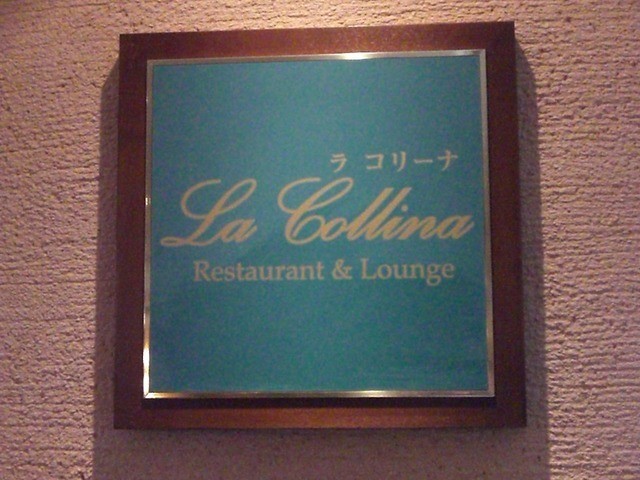 ラ コリーナ
La Collina
Restaurant & Lounge